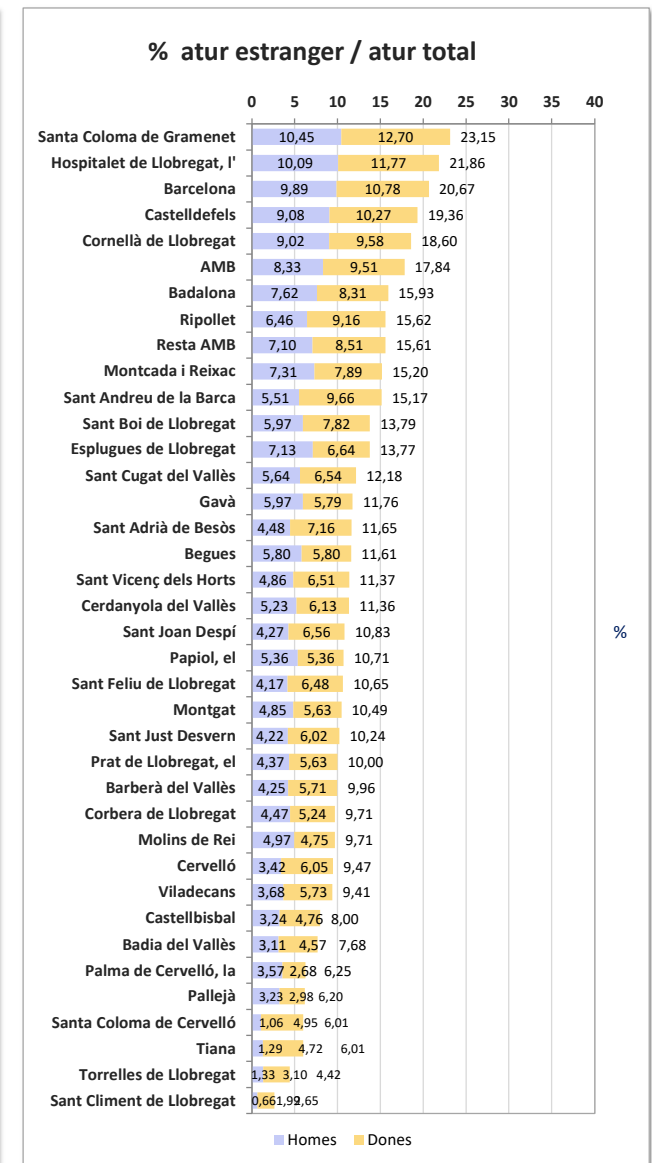 % atur estranger / atur total
0 5 10 15 20 25 30 35 40
Santa Coloma de Gramenet 10,45 12,70 23,15
Hospitalet de Llobregat, l' 10,09 11,77 21,86
Barcelona 9,89 10,78 20,67
Castelldefels 9,08 10,27 19,36
Cornellà de Llobregat 9,02 9,58 18,60
AMB 8,33 9,51 17,84
Badalona 7,62 8,31 15,93
Ripollet 6,46 9,16 15,62
Resta AMB 7,10 8,51 15,61
Montcada i Reixac 7,31 7,89 15,20
Sant Andreu de la Barca 5,51 9,66 15,17
Sant Boi de Llobregat 5,97 7,82 13,79
Esplugues de Llobregat 7,13 6,64 13,77
Sant Cugat del Vallès 5,64 6,54 12,18
Gavà 5,97 5,79 11,76
Sant Adrià de Besòs 4,48 7,16 11,65
Begues 5,80 5,80 11,61
Sant Vicenç dels Horts 4,86 6,51 11,37
Cerdanyola del Vallès 5,23 6,13 11,36
Sant Joan Despí 4,27 6,56 10,83
%
Papiol, el 5,36 5,36 10,71
Sant Feliu de Llobregat 4,17 6,48 10,65
Montgat 4,85 5,63 10,49
Sant Just Desvern 4,22 6,02 10,24
Prat de Llobregat, el 4,37 5,63 10,00
Barberà del Vallès 4,25 5,71 9,96
Corbera de Llobregat 4,47 5,24 9,71
Molins de Rei 4,97 4,75 9,71
Cervelló 3,42 6,05 9,47
Viladecans 3,68 5,73 9,41
Castellbisbal 3,24 4,76 8,00
Badia del Vallès 3,11 4,57 7,68
Palma de Cervelló, la 3,57 2,68 6,25
Pallejà 3,23 2,98 6,20
Santa Coloma de Cervelló 1,06 4,95 6,01
Tiana 1,29 4,72 6,01
Torrelles de Llobregat 1,33 3,10 4,42
Sant Climent de Llobregat 0,66 1,99 2,65
Homes Dones